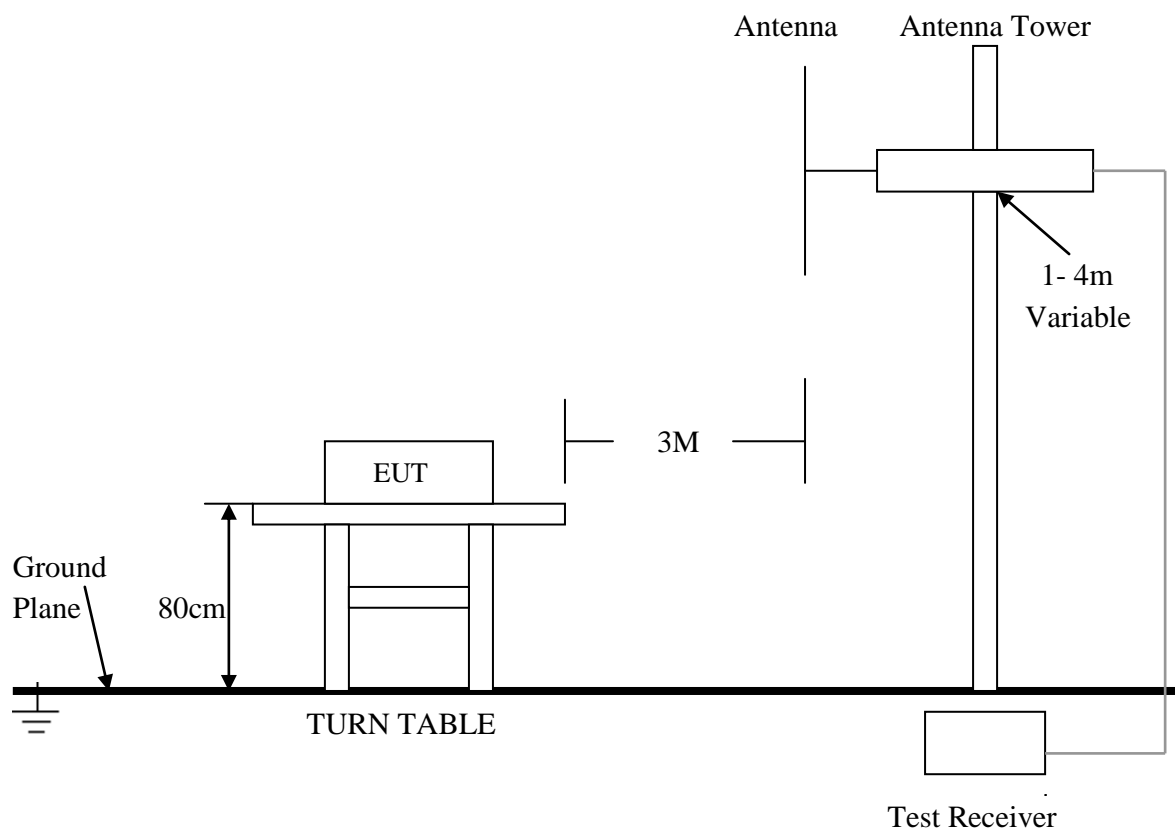 Antenna
Antenna Tower
1- 4m
Variable
3M
EUT
Ground
Plane
80cm
TURN TABLE
Test Receiver